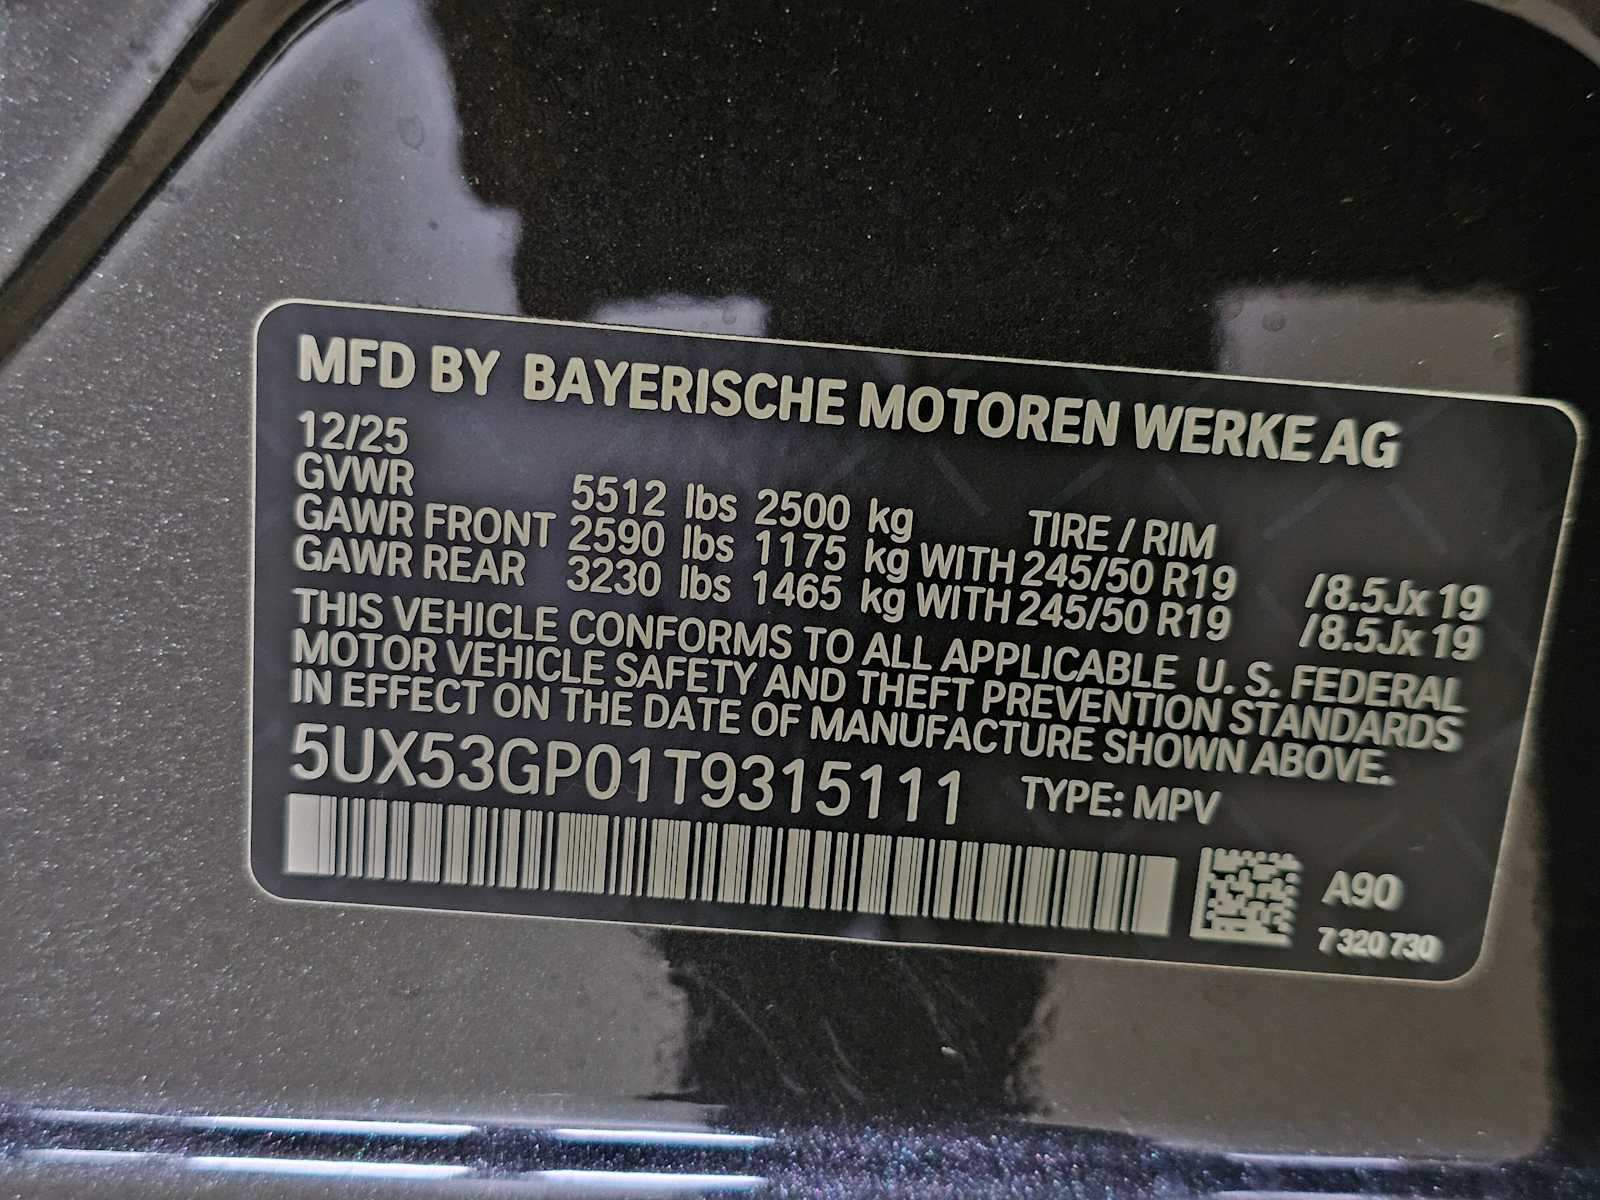 MFD BY BAYERISCHE MOTOREN WERKE AG
12/25
GVWR 5512 lbs 2500 kg TIRE / RIM
GAWR FRONT 2590 lbs 1175 kg WITH 245/50 R19 /8.5Jx 19
GAWR REAR 3230 lbs 1465 kg WITH 245/50 R19 /8.5Jx 19
THIS VEHICLE CONFORMS TO ALL APPLICABLE U. S. FEDERAL
MOTOR VEHICLE SAFETY AND THEFT PREVENTION STANDARDS
IN EFFECT ON THE DATE OF MANUFACTURE SHOWN ABOVE.
5UX53GP01T9315111 TYPE: MPV
A90
7 320 730